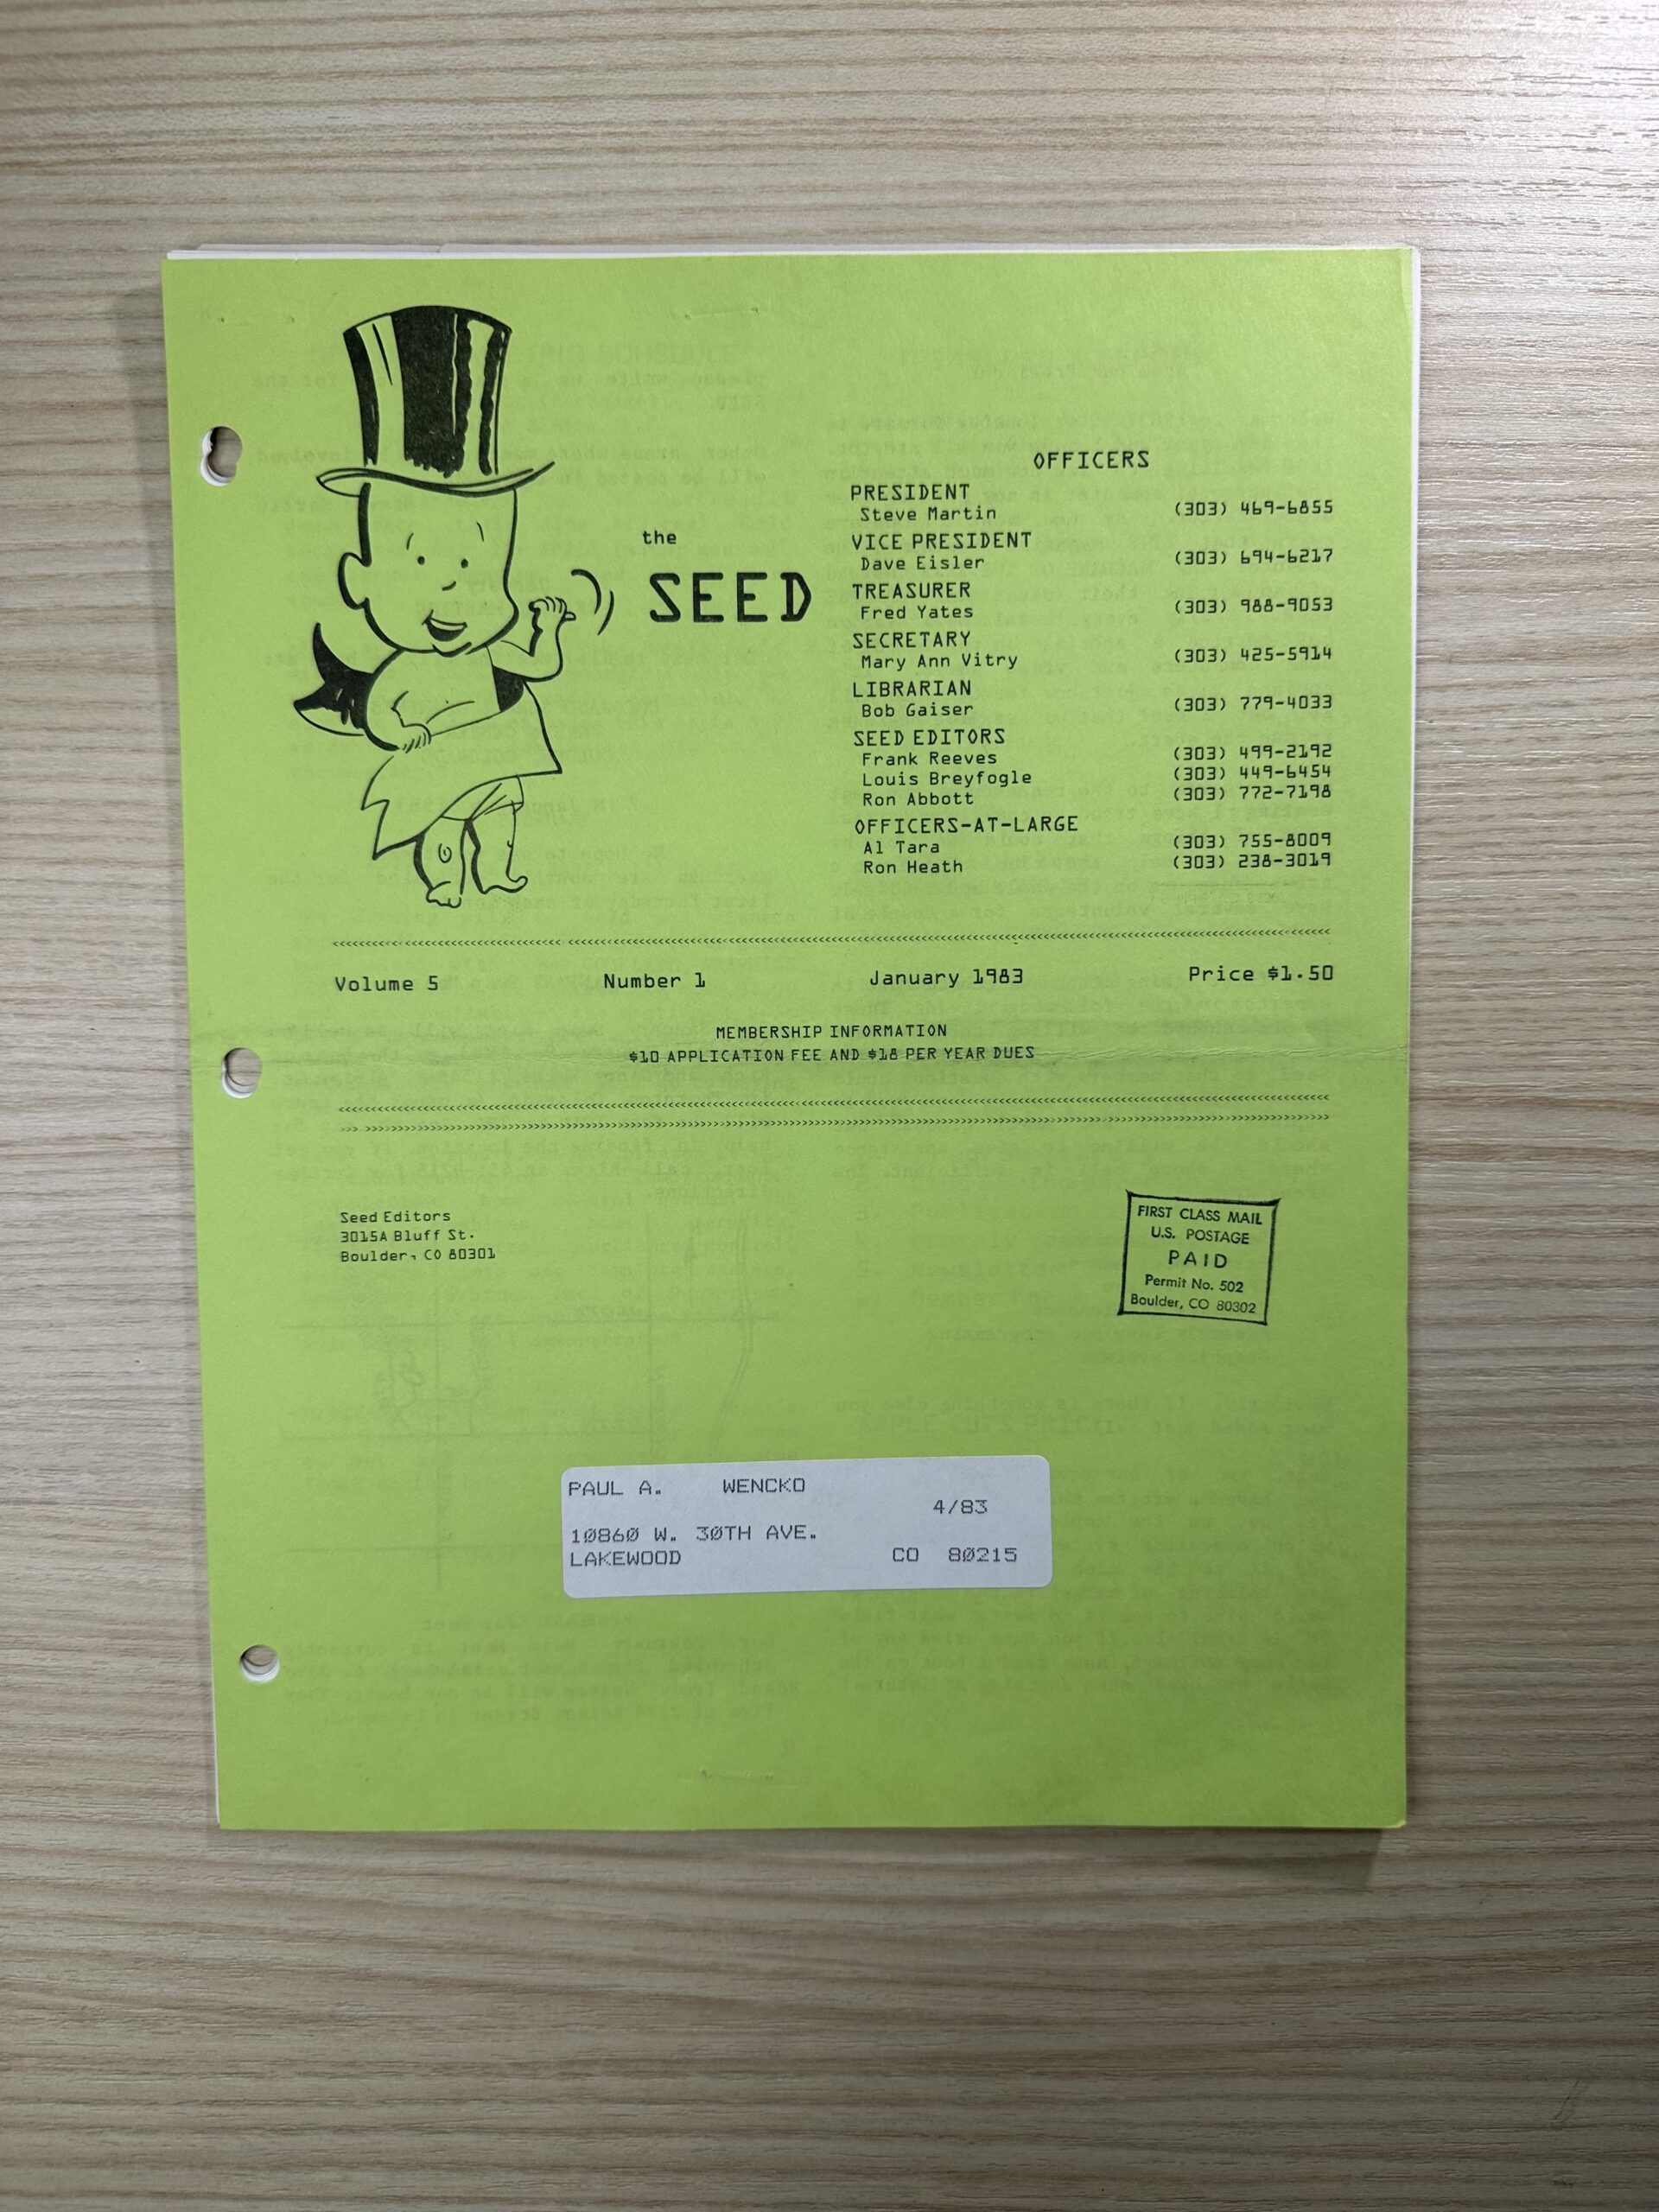 the
SEED
OFFICERS
PRESIDENT
Steve Martin (303) 469-6855
VICE PRESIDENT
Dave Eisler (303) 694-6217
TREASURER
Fred Yates (303) 988-9053
SECRETARY
Mary Ann Vitry (303) 425-5914
LIBRARIAN
Bob Gaiser (303) 779-4033
SEED EDITORS
Frank Reeves (303) 499-2192
Louis Breyfogle (303) 449-6454
Ron Abbott (303) 772-7198
OFFICERS-AT-LARGE
Al Tara (303) 755-8009
Ron Heath (303) 238-3019
Volume 5 Number 1 January 1983 Price $1.50
MEMBERSHIP INFORMATION
$10 APPLICATION FEE AND $18 PER YEAR DUES
Seed Editors
3015A Bluff St.
Boulder, CO 80301
FIRST CLASS MAIL
U.S. POSTAGE
PAID
Permit No. 502
Boulder, CO 80302
PAUL A. WENCKO
4/83
10860 W. 30TH AVE.
LAKEWOOD CO 80215